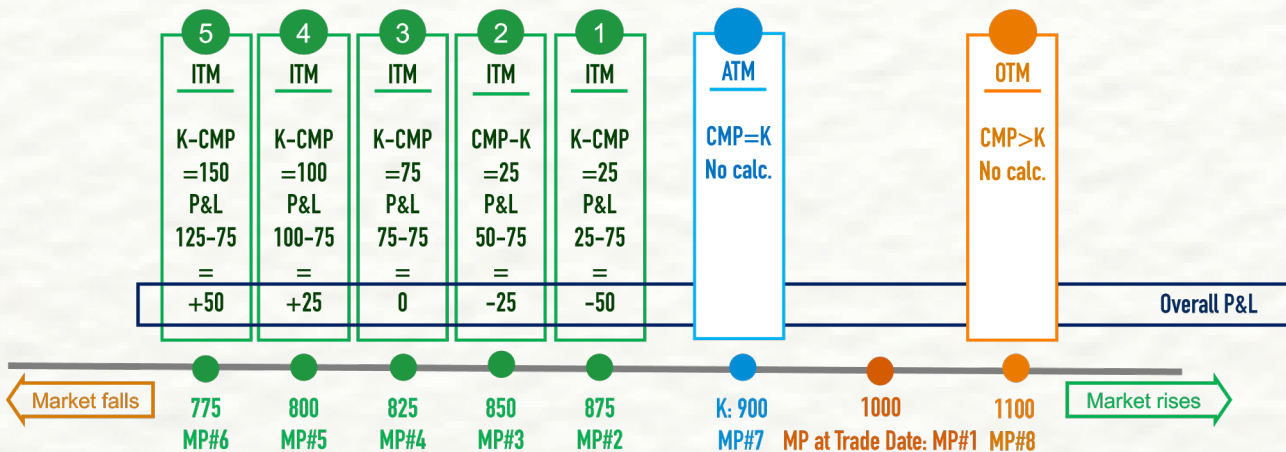 5
ITM
K-CMP
=150
P&L
125-75
=
+50
4
ITM
K-CMP
=100
P&L
100-75
=
+25
3
ITM
K-CMP
=75
P&L
75-75
=
0
2
ITM
CMP-K
=25
P&L
50-75
=
-25
1
ITM
K-CMP
=25
P&L
25-75
=
-50
ATM
CMP=K
No calc.
OTM
CMP>K
No calc.
Overall P&L
Market falls
775
MP#6
800
MP#5
825
MP#4
850
MP#3
875
MP#2
K: 900
MP#7
1000
MP at Trade Date: MP#1
1100
MP#8
Market rises